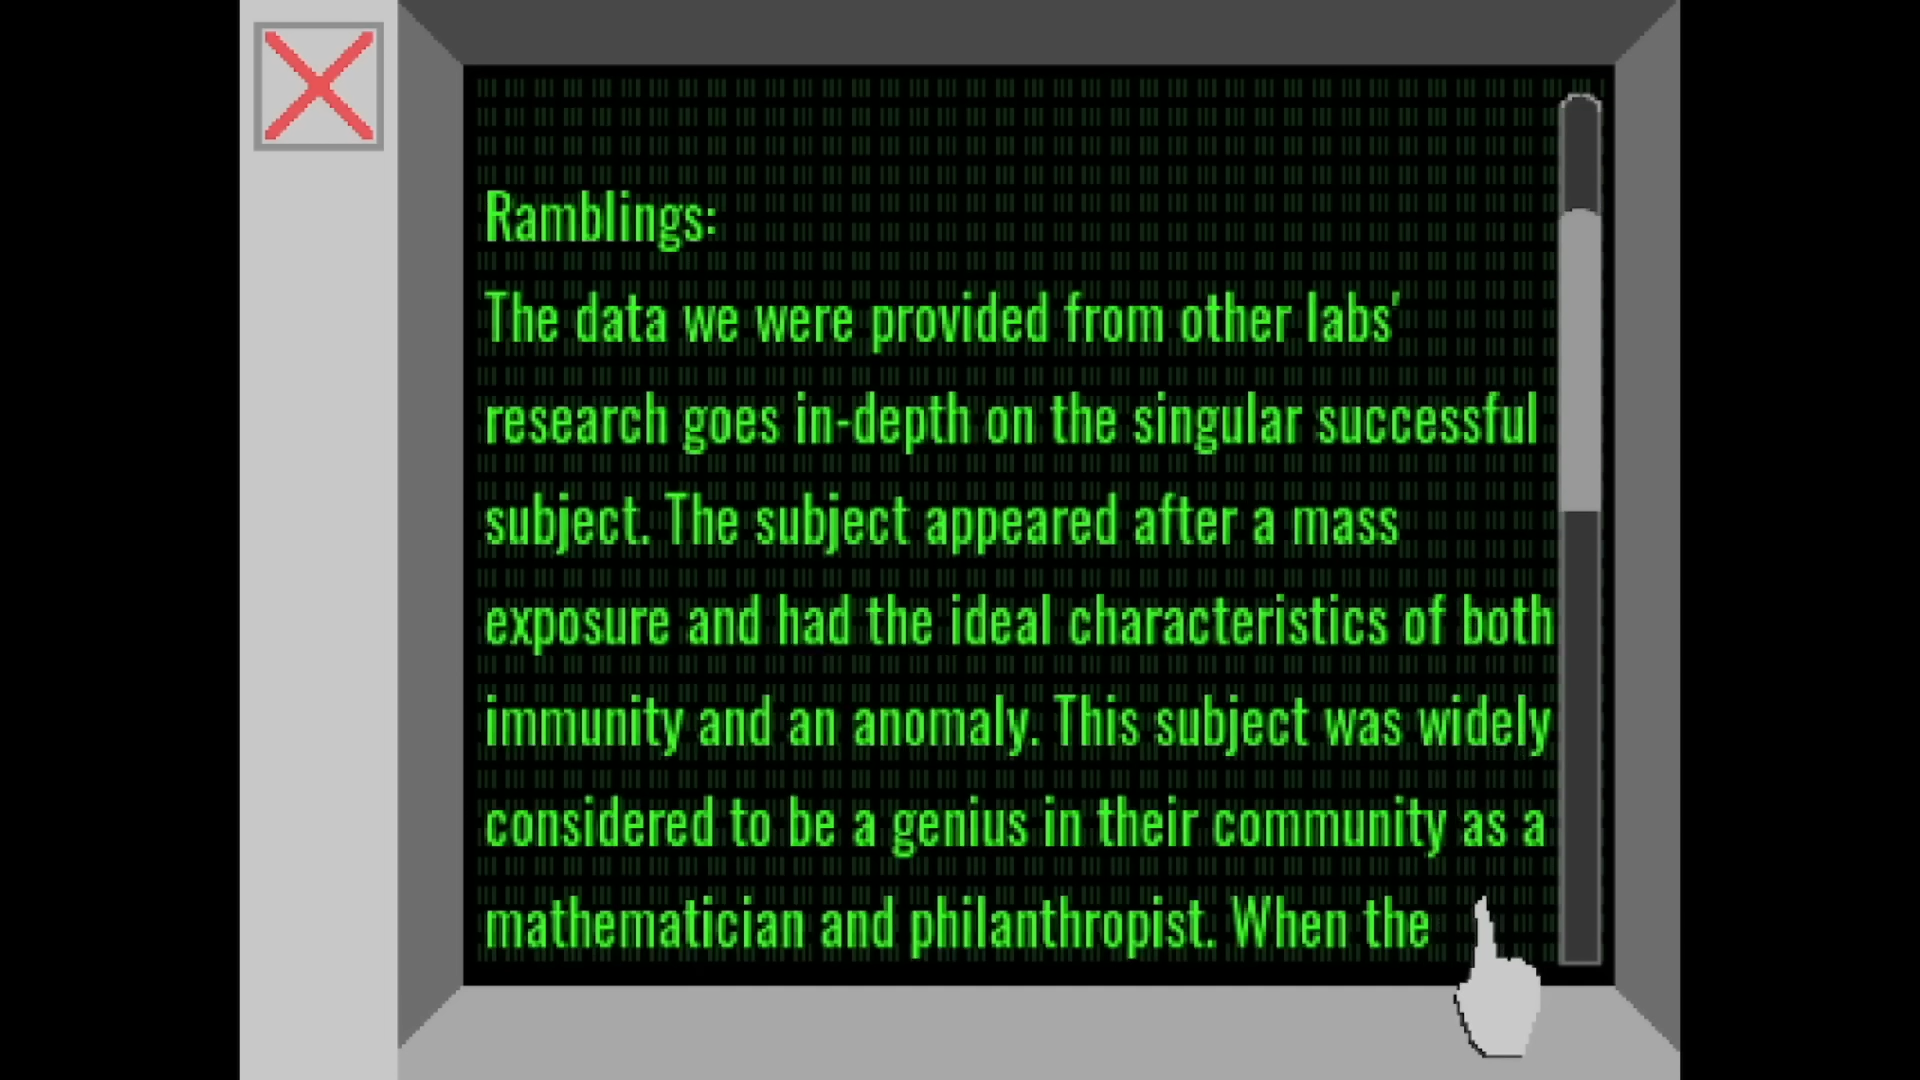 Ramblings:
The data we were provided from other labs'
research goes in-depth on the singular successful
subject. The subject appeared after a mass
exposure and had the ideal characteristics of both
immunity and an anomaly. This subject was widely
considered to be a genius in their community as a
mathematician and philanthropist. When the